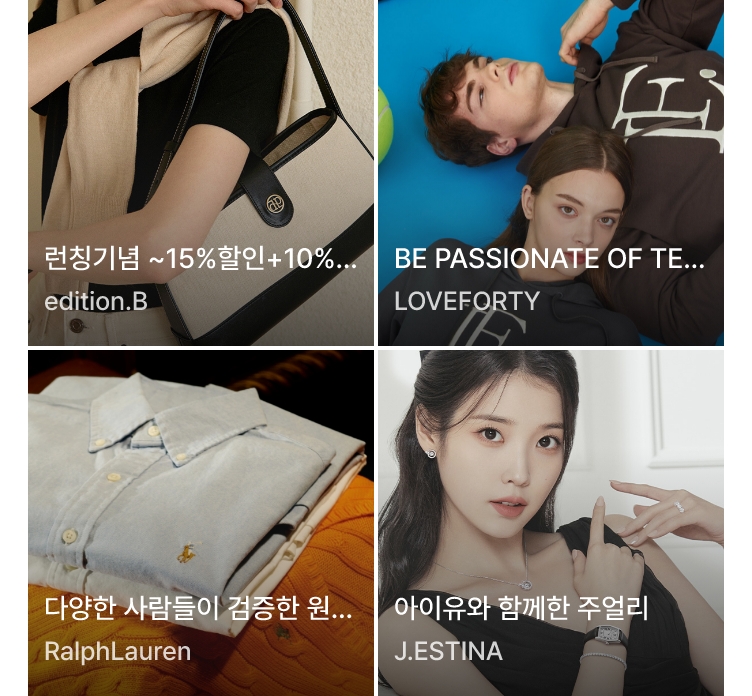 런칭기념 ~15%할인+10%...
edition.B
BE PASSIONATE OF TE...
LOVEFORTY
다양한 사람들이 검증한 원...
RalphLauren
아이유와 함께한 주얼리
J.ESTINA